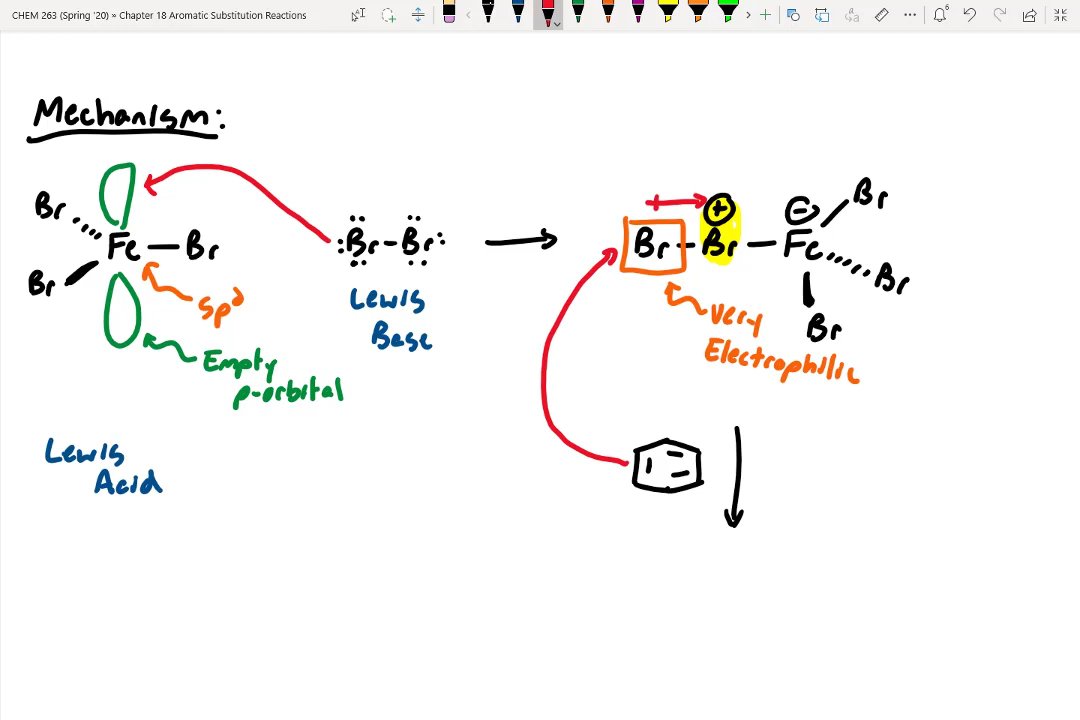 CHEM 263 (Spring '20) » Chapter 18 Aromatic Substitution Reactions
6
Mechanism:
Br
Fe — Br
Br
sp²
Empty
p-orbital
Lewis
Acid
:Br-Br:
Lewis
Base
Br - Br — Fe
⊕
⊖
Br
Br
Br
Very
Electrophilic